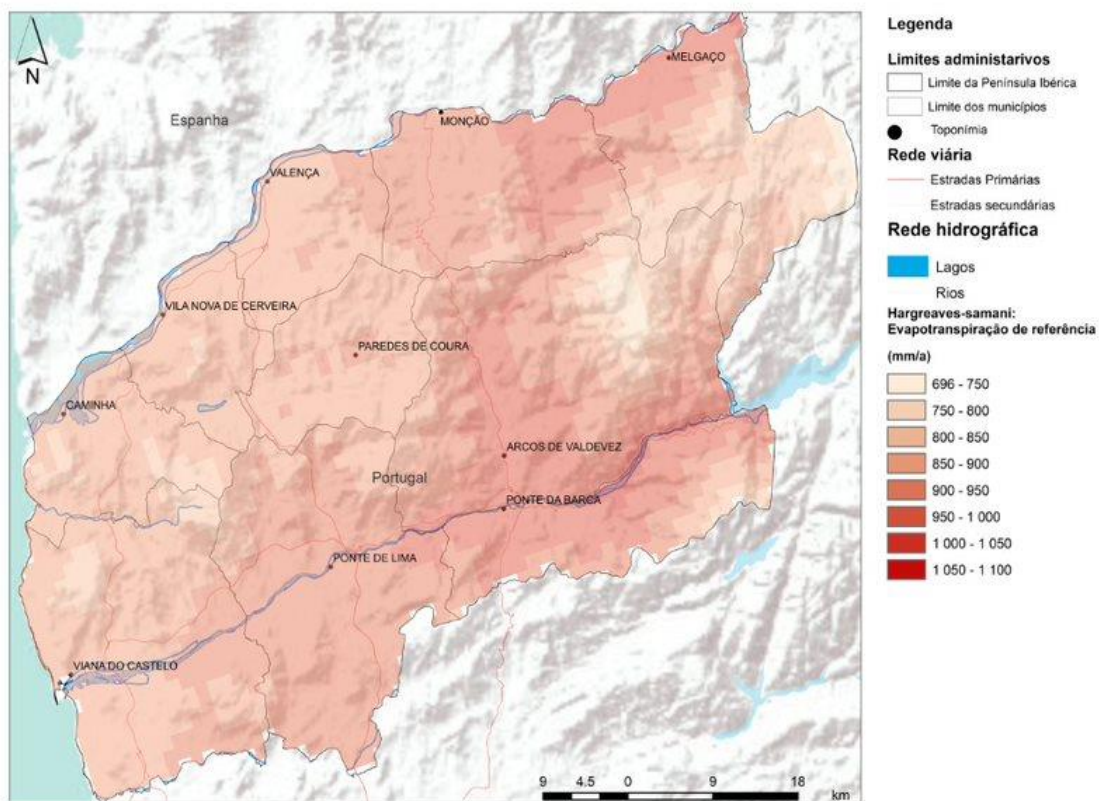 N
Espanha
MELGAÇO
MONÇÃO
VALENÇA
VILA NOVA DE CERVEIRA
PAREDES DE COURA
CAMINHA
ARCOS DE VALDEVEZ
Portugal
PONTE DA BARCA
PONTE DE LIMA
VIANA DO CASTELO
9 4.5 0 9 18
km
Legenda
Limites administarivos
Limite da Península Ibérica
Limite dos municípios
Toponímia
Rede viária
Estradas Primárias
Estradas secundárias
Rede hidrográfica
Lagos
Rios
Hargreaves-samani:
Evapotranspiração de referência
(mm/a)
696 - 750
750 - 800
800 - 850
850 - 900
900 - 950
950 - 1 000
1 000 - 1 050
1 050 - 1 100